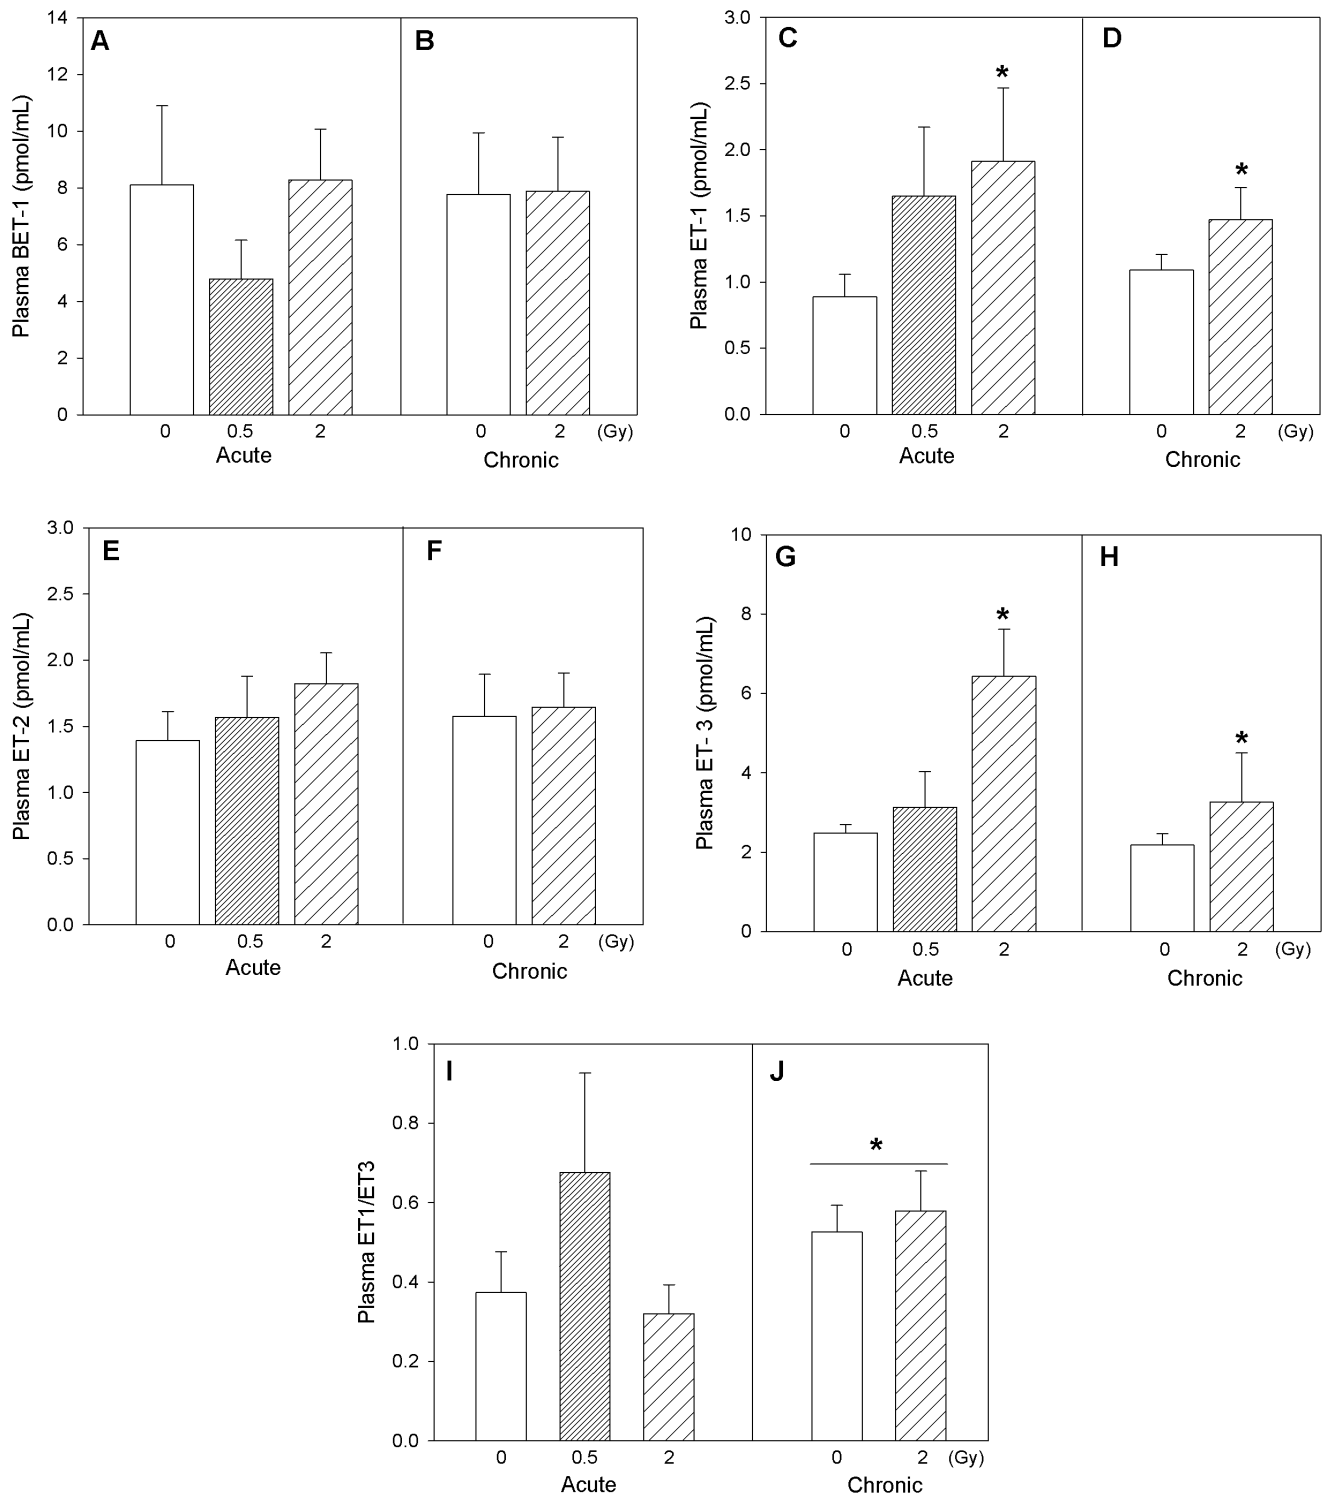 A
B
Plasma BET-1 (pmol/mL)
14
12
10
8
6
4
2
0
0 0.5 2
Acute
0 2 (Gy)
Chronic
C
D
Plasma ET-1 (pmol/mL)
3.0
2.5
2.0
1.5
1.0
0.5
0.0
*
*
0 0.5 2
Acute
0 2 (Gy)
Chronic
E
F
Plasma ET-2 (pmol/mL)
3.0
2.5
2.0
1.5
1.0
0.5
0.0
0 0.5 2
Acute
0 2 (Gy)
Chronic
G
H
Plasma ET- 3 (pmol/mL)
10
8
6
4
2
0
*
*
0 0.5 2
Acute
0 2 (Gy)
Chronic
I
J
Plasma ET1/ET3
1.0
0.8
0.6
0.4
0.2
0.0
*
0 0.5 2
Acute
0 2 (Gy)
Chronic